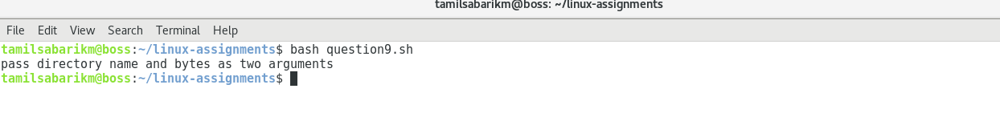 tamilsabarikm@boss: ~/linux-assignments
File Edit View Search Terminal Help
tamilsabarikm@boss:~/linux-assignments$ bash question9.sh
pass directory name and bytes as two arguments
tamilsabarikm@boss:~/linux-assignments$